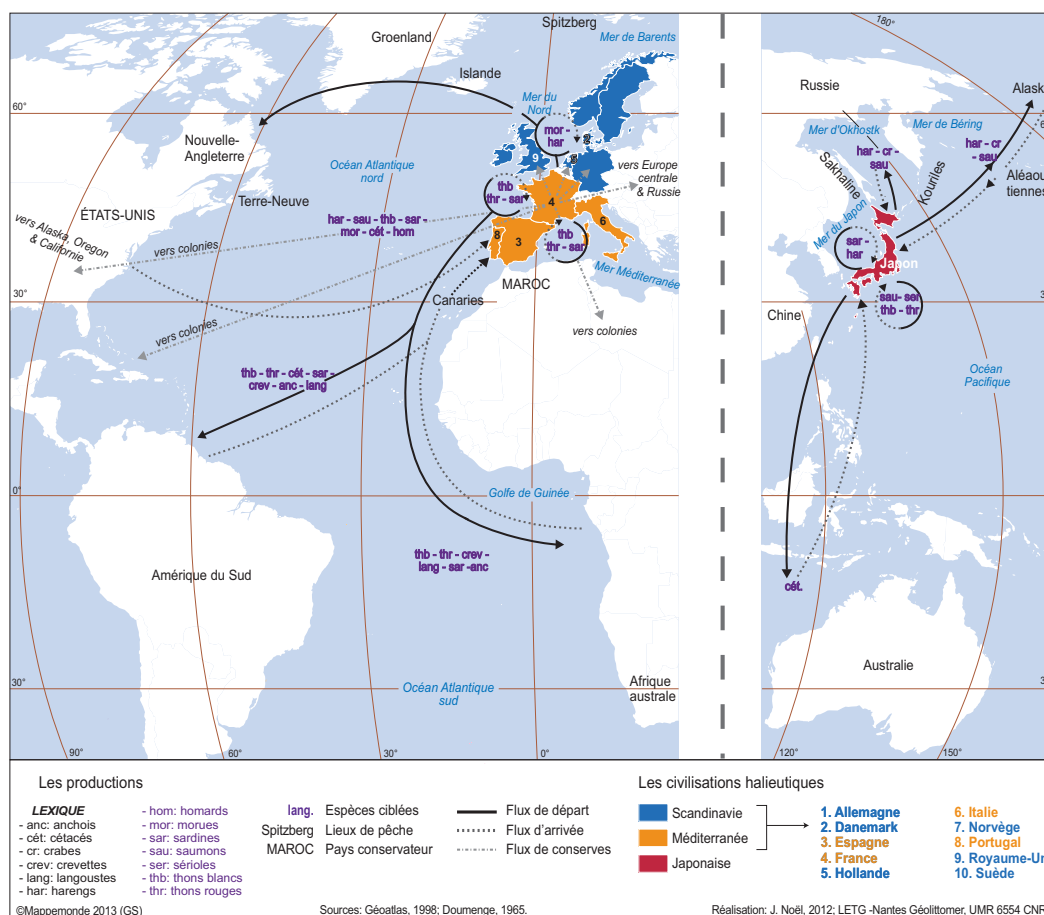 Spitzberg
180°
Groenland
Mer de Barents
Islande
Russie
Alask
60°
6
Mer du
Nord
mor -
har
Mer d'Okhostk
Mer de Béring
Nouvelle-
Angleterre
Océan Atlantique
nord
9
vers Europe
centrale
& Russie
har - cr -
sau
har - cr
- sau
Sakhaline
Kouriles
Aléaou
tiennes
thb
thr - sar
4
Terre-Neuve
ÉTATS-UNIS
har - sau - thb - sar -
mor - cét - hom
vers Alaska, Oregon
& Californie
vers colonies
8
3
6
thb
thr - sar
Mer du Japon
sar -
har
Japon
Mer Méditerranée
MAROC
30°
Canaries
sau- ser
thb - thr
Chine
vers colonies
vers colonies
thb - thr - cét - sar -
crev - anc - lang
Océan
Pacifique
0°
Golfe de Guinée
thb - thr - crev -
lang - sar -anc
Amérique du Sud
cét.
Australie
30°
Océan Atlantique
sud
Afrique
australe
3
90°
60°
30°
0°
120°
150°
Les productions
LEXIQUE
- anc: anchois
- cét: cétacés
- cr: crabes
- crev: crevettes
- lang: langoustes
- har: harengs
- hom: homards
- mor: morues
- sar: sardines
- sau: saumons
- ser: sérioles
- thb: thons blancs
- thr: thons rouges
lang. Espèces ciblées
Spitzberg Lieux de pêche
MAROC Pays conservateur
Flux de départ
Flux d'arrivée
Flux de conserves
Les civilisations halieutiques
Scandinavie
Méditerranée
Japonaise
1. Allemagne
2. Danemark
3. Espagne
4. France
5. Hollande
6. Italie
7. Norvège
8. Portugal
9. Royaume-Un
10. Suède
©Mappemonde 2013 (GS)
Sources: Géoatlas, 1998; Doumenge, 1965.
Réalisation: J. Noël, 2012; LETG -Nantes Géolittomer, UMR 6554 CNR